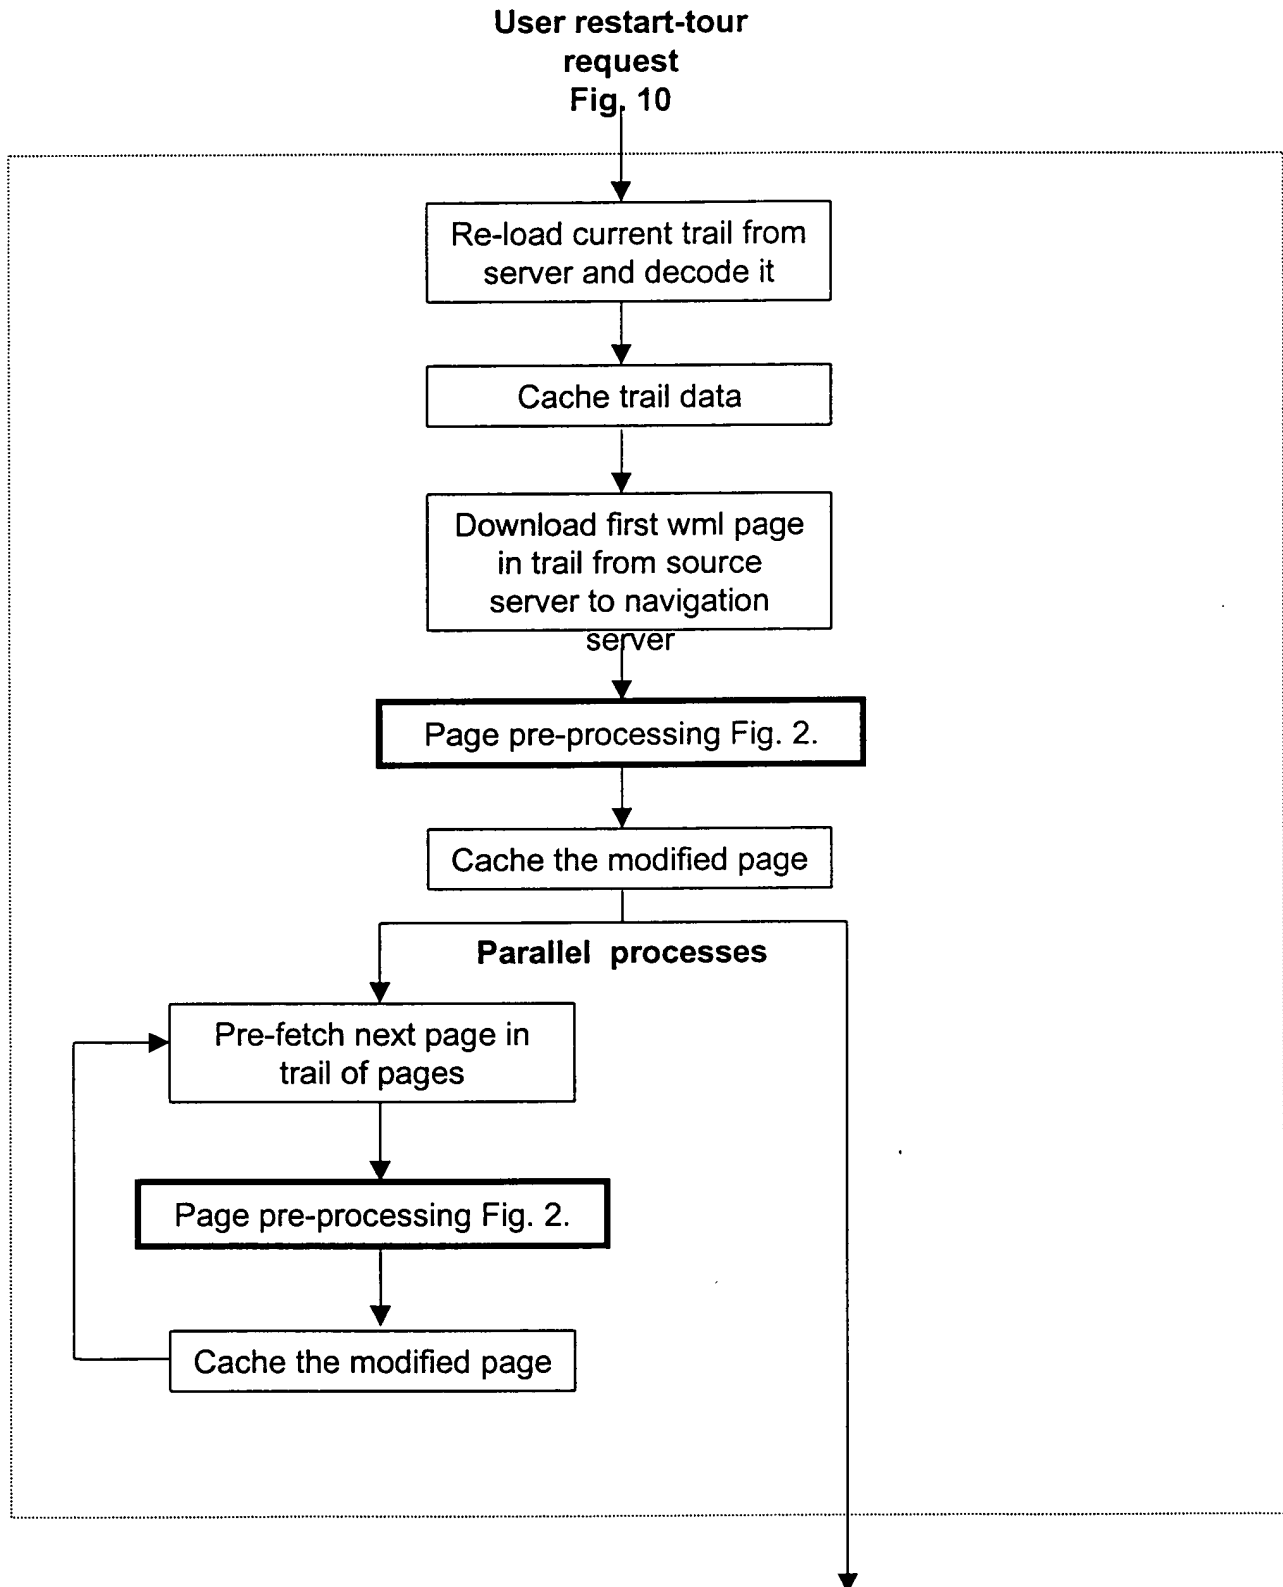 User restart-tour
request
Fig. 10
Re-load current trail from
server and decode it
Cache trail data
Download first wml page
in trail from source
server to navigation
server
Page pre-processing Fig. 2.
Cache the modified page
Parallel processes
Pre-fetch next page in
trail of pages
Page pre-processing Fig. 2.
Cache the modified page